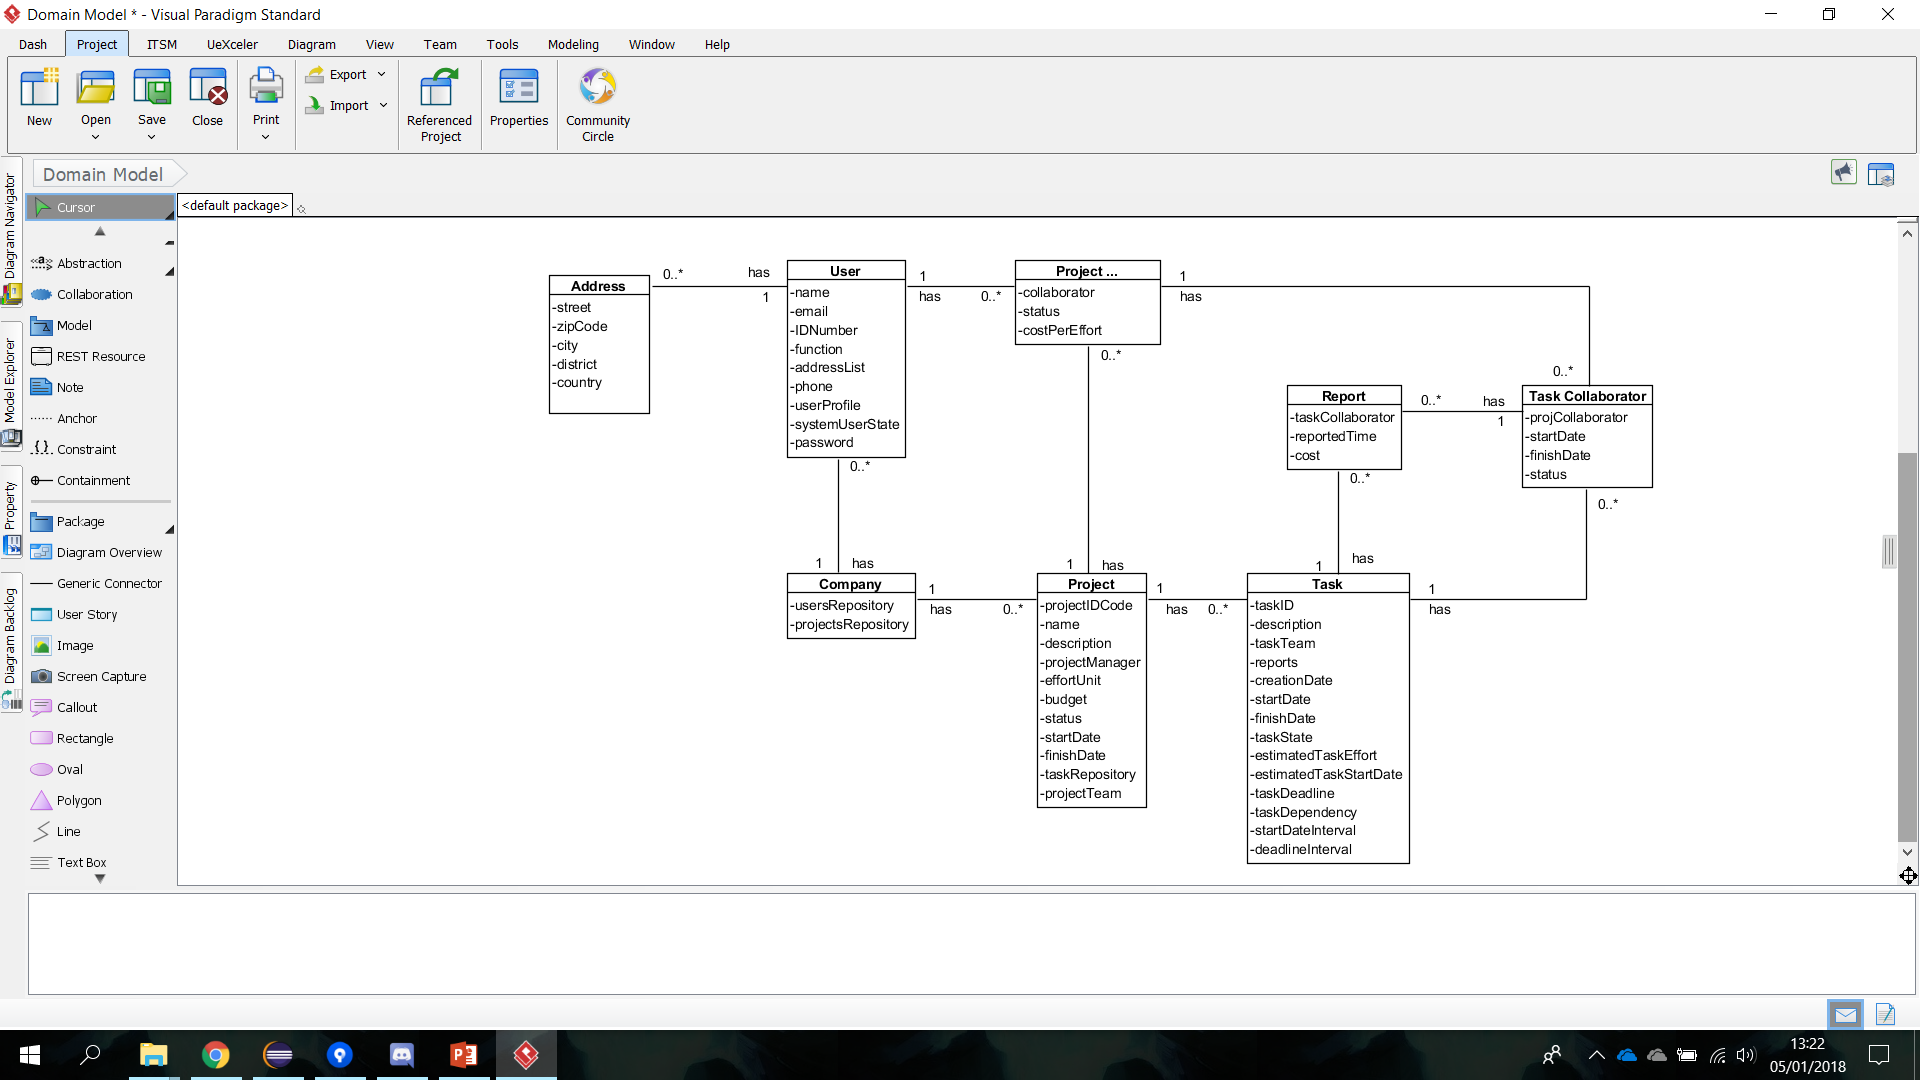 Domain Model * - Visual Paradigm Standard
Dash Project ITSM UeXceler Diagram View Team Tools Modeling Window Help
New
Open
Save
Close
Print
Export
Import
Referenced
Project
Properties
Community
Circle
Domain Model
Diagram Navigator
Model Explorer
Property
Diagram Backlog
Cursor
Abstraction
Collaboration
Model
REST Resource
Note
Anchor
Constraint
Containment
Package
Diagram Overview
Generic Connector
User Story
Image
Screen Capture
Callout
Rectangle
Oval
Polygon
Line
Text Box
<default package>
Address
-street
-zipCode
-city
-district
-country
0..*
has
1
User
-name
-email
-IDNumber
-function
-addressList
-phone
-userProfile
-systemUserState
-password
1
has
0..*
Project ...
-collaborator
-status
-costPerEffort
1
has
0..*
0..*
0..*
Report
-taskCollaborator
-reportedTime
-cost
0..*
has
1
Task Collaborator
-projCollaborator
-startDate
-finishDate
-status
0..*
0..*
1
has
Company
-usersRepository
-projectsRepository
1
has
0..*
1
has
Project
-projectIDCode
-name
-description
-projectManager
-effortUnit
-budget
-status
-startDate
-finishDate
-taskRepository
-projectTeam
1
has
0..*
1
has
Task
-taskID
-description
-taskTeam
-reports
-creationDate
-startDate
-finishDate
-taskState
-estimatedTaskEffort
-estimatedTaskStartDate
-taskDeadline
-taskDependency
-startDateInterval
-deadlineInterval
1
has
13:22
05/01/2018